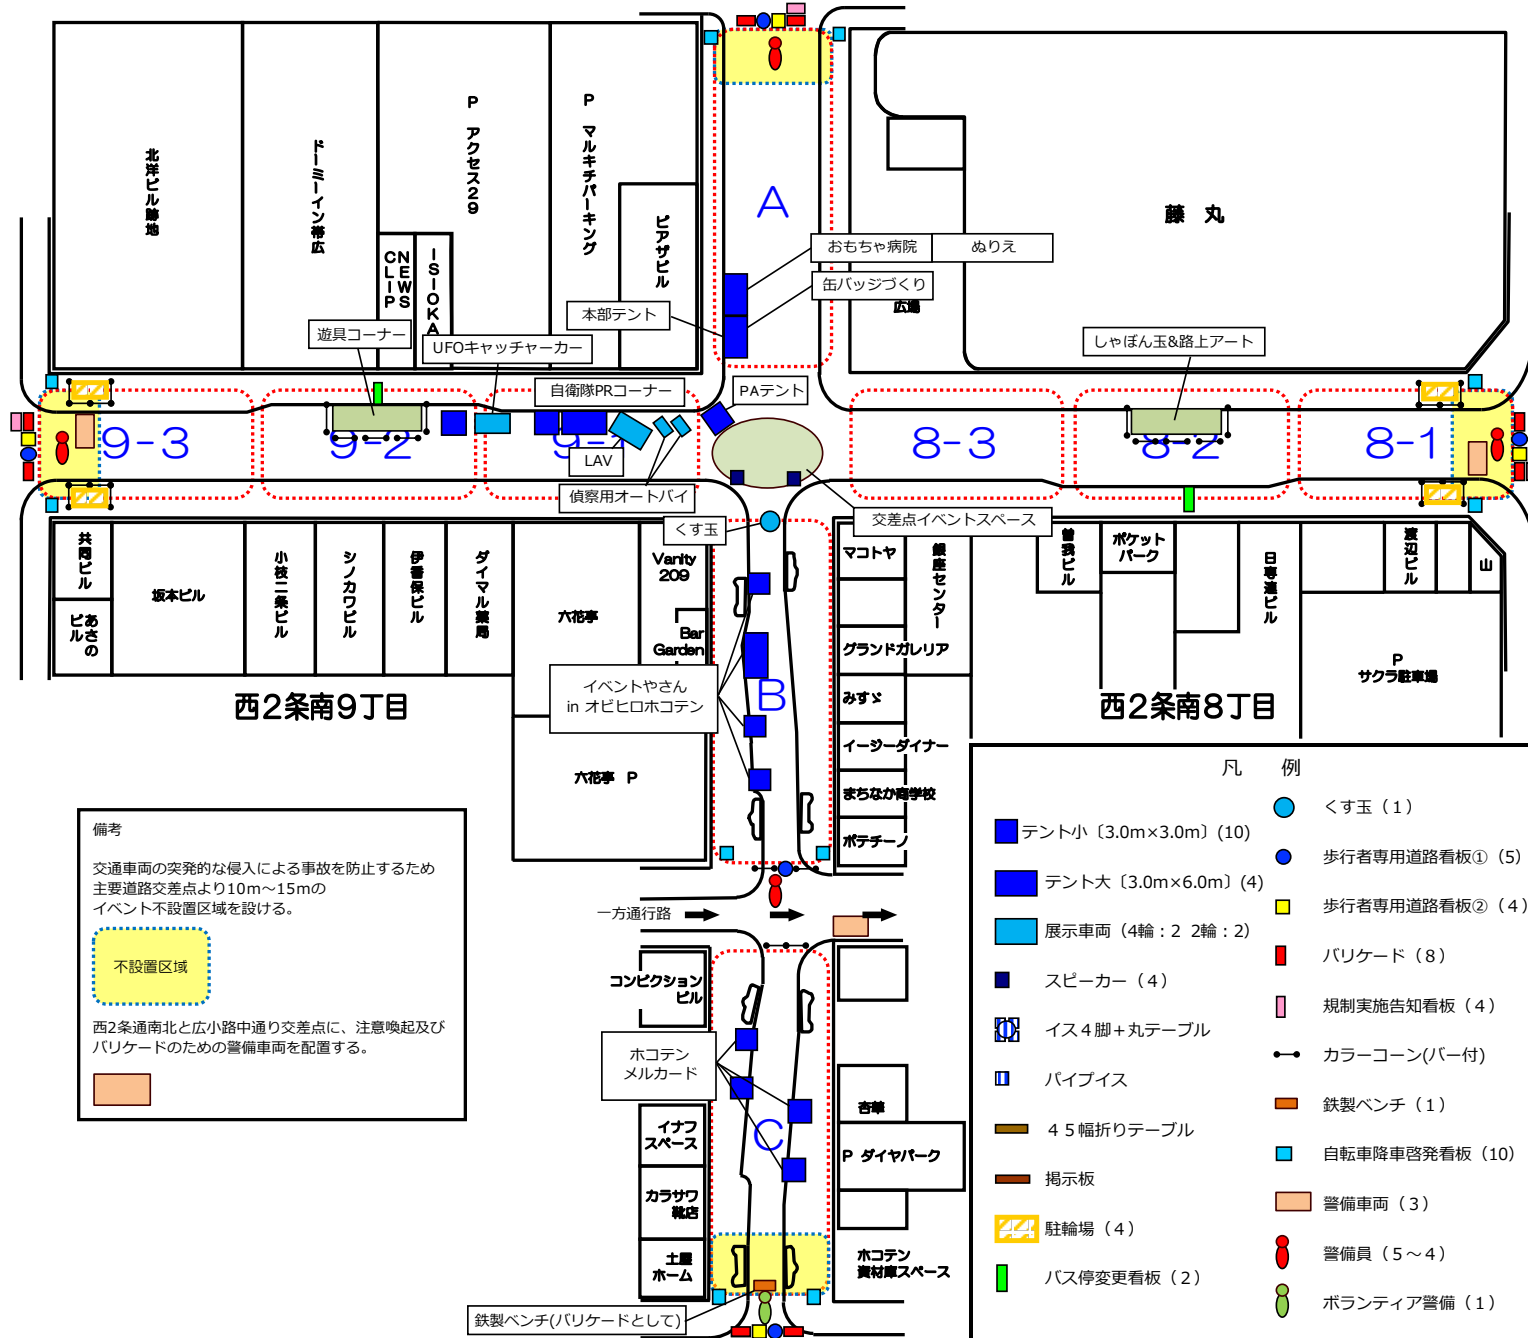 北洋ビル跡地
ドーミーイン帯広
P アクセス29
P マルキチパーキング
ピアザビル
NEWS CLIP
ISIOKA
A
藤 丸
おもちゃ病院
ぬりえ
缶バッジづくり
広場
本部テント
遊具コーナー
UFOキャッチャーカー
自衛隊PRコーナー
PAテント
しゃぼん玉&路上アート
9-3
9-2
9-1
8-3
8-2
8-1
LAV
偵察用オートバイ
くす玉
交差点イベントスペース
共同ビル
あさの
ビル
坂本ビル
小枝二条ビル
シノカワビル
伊香保ビル
ダイマル薬局
六花亭
Vanity
209
Bar
Garden
六花亭 P
マコトヤ
銀座センター
グランドガレリア
みすゞ
イージーダイナー
まちなか商学校
ポテチーノ
曽我ビル
ポケット
パーク
日専連ビル
渡辺ビル
山
P
サクラ駐車場
西2条南9丁目
西2条南8丁目
イベントやさん
in オビヒロホコテン
B
備考
交通車両の突発的な侵入による事故を防止するため
主要道路交差点より10m～15mの
イベント不設置区域を設ける。
不設置区域
西2条通南北と広小路中通り交差点に、注意喚起及び
バリケードのための警備車両を配置する。
一方通行路
コンビクション
ビル
ホコテン
メルカード
C
イナフ
スペース
カラサワ
靴店
土屋
ホーム
杏華
P ダイヤパーク
ホコテン
資材庫スペース
鉄製ベンチ(バリケードとして)
凡 例
テント小〔3.0m×3.0m〕(10)
テント大〔3.0m×6.0m〕(4)
展示車両（4輪：2 2輪：2）
スピーカー（4）
イス４脚＋丸テーブル
パイプイス
４５幅折りテーブル
掲示板
駐輪場（4）
バス停変更看板（2）
くす玉（1）
歩行者専用道路看板①（5）
歩行者専用道路看板②（4）
バリケード（8）
規制実施告知看板（4）
カラーコーン(バー付)
鉄製ベンチ（1）
自転車降車啓発看板（10）
警備車両（3）
警備員（5～4）
ボランティア警備（1）